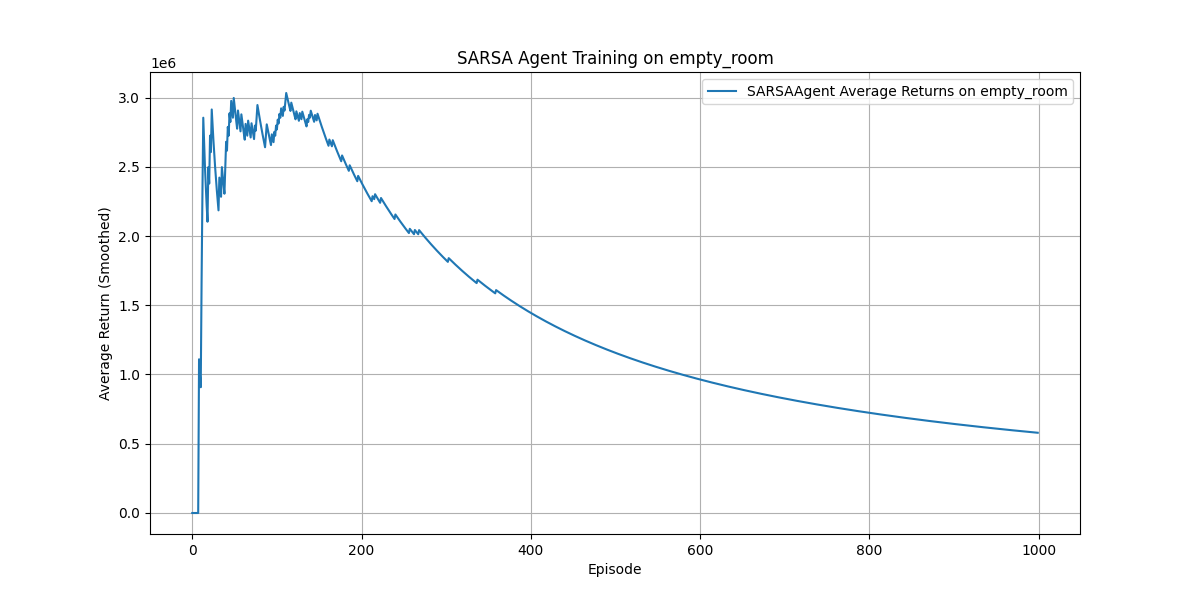 SARSA Agent Training on empty_room
1e6
SARSAAgent Average Returns on empty_room
3.0
2.5
2.0
1.5
1.0
0.5
0.0
Average Return (Smoothed)
0 200 400 600 800 1000
Episode